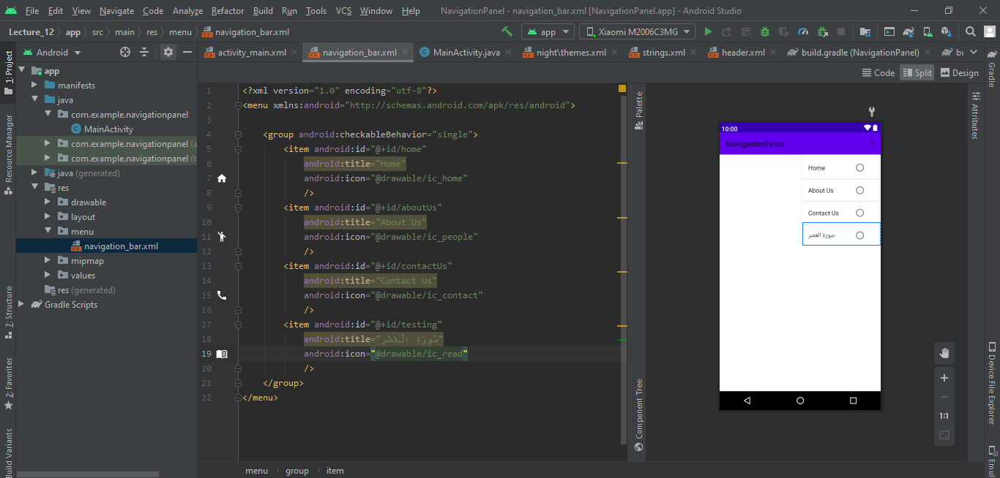 File Edit View Navigate Code Analyze Refactor Build Run Tools VCS Window Help NavigationPanel - navigation_bar.xml [NavigationPanel.app] - Android Studio
Lecture_12 app src main res menu navigation_bar.xml app Xiaomi M2006C3MG
1: Project
Android
activity_main.xml navigation_bar.xml MainActivity.java night\themes.xml strings.xml header.xml build.gradle (NavigationPanel)
Gradle
Code Split Design
app
manifests
java
com.example.navigationpanel
MainActivity
com.example.navigationpanel
com.example.navigationpanel
java (generated)
res
drawable
layout
menu
navigation_bar.xml
mipmap
values
res (generated)
Gradle Scripts
Resource Manager
7: Structure
2: Favorites
Build Variants
1 <?xml version="1.0" encoding="utf-8"?>
2 <menu xmlns:android="http://schemas.android.com/apk/res/android">
3
4 <group android:checkableBehavior="single">
5 <item android:id="@+id/home"
6 android:title="Home"
7 android:icon="@drawable/ic_home"
8 />
9 <item android:id="@+id/aboutUs"
10 android:title="About Us"
11 android:icon="@drawable/ic_people"
12 />
13 <item android:id="@+id/contactUs"
14 android:title="Contact Us"
15 android:icon="@drawable/ic_contact"
16 />
17 <item android:id="@+id/testing"
18 android:title="سُورَة الْعَصْر"
19 android:icon="@drawable/ic_read"
20 />
21 </group>
22 </menu>
menu group item
Palette
Component Tree
10:00
NavigationPanel
Home
About Us
Contact Us
سُورَة الْعَصْر
1:1
Attributes
Device File Explorer